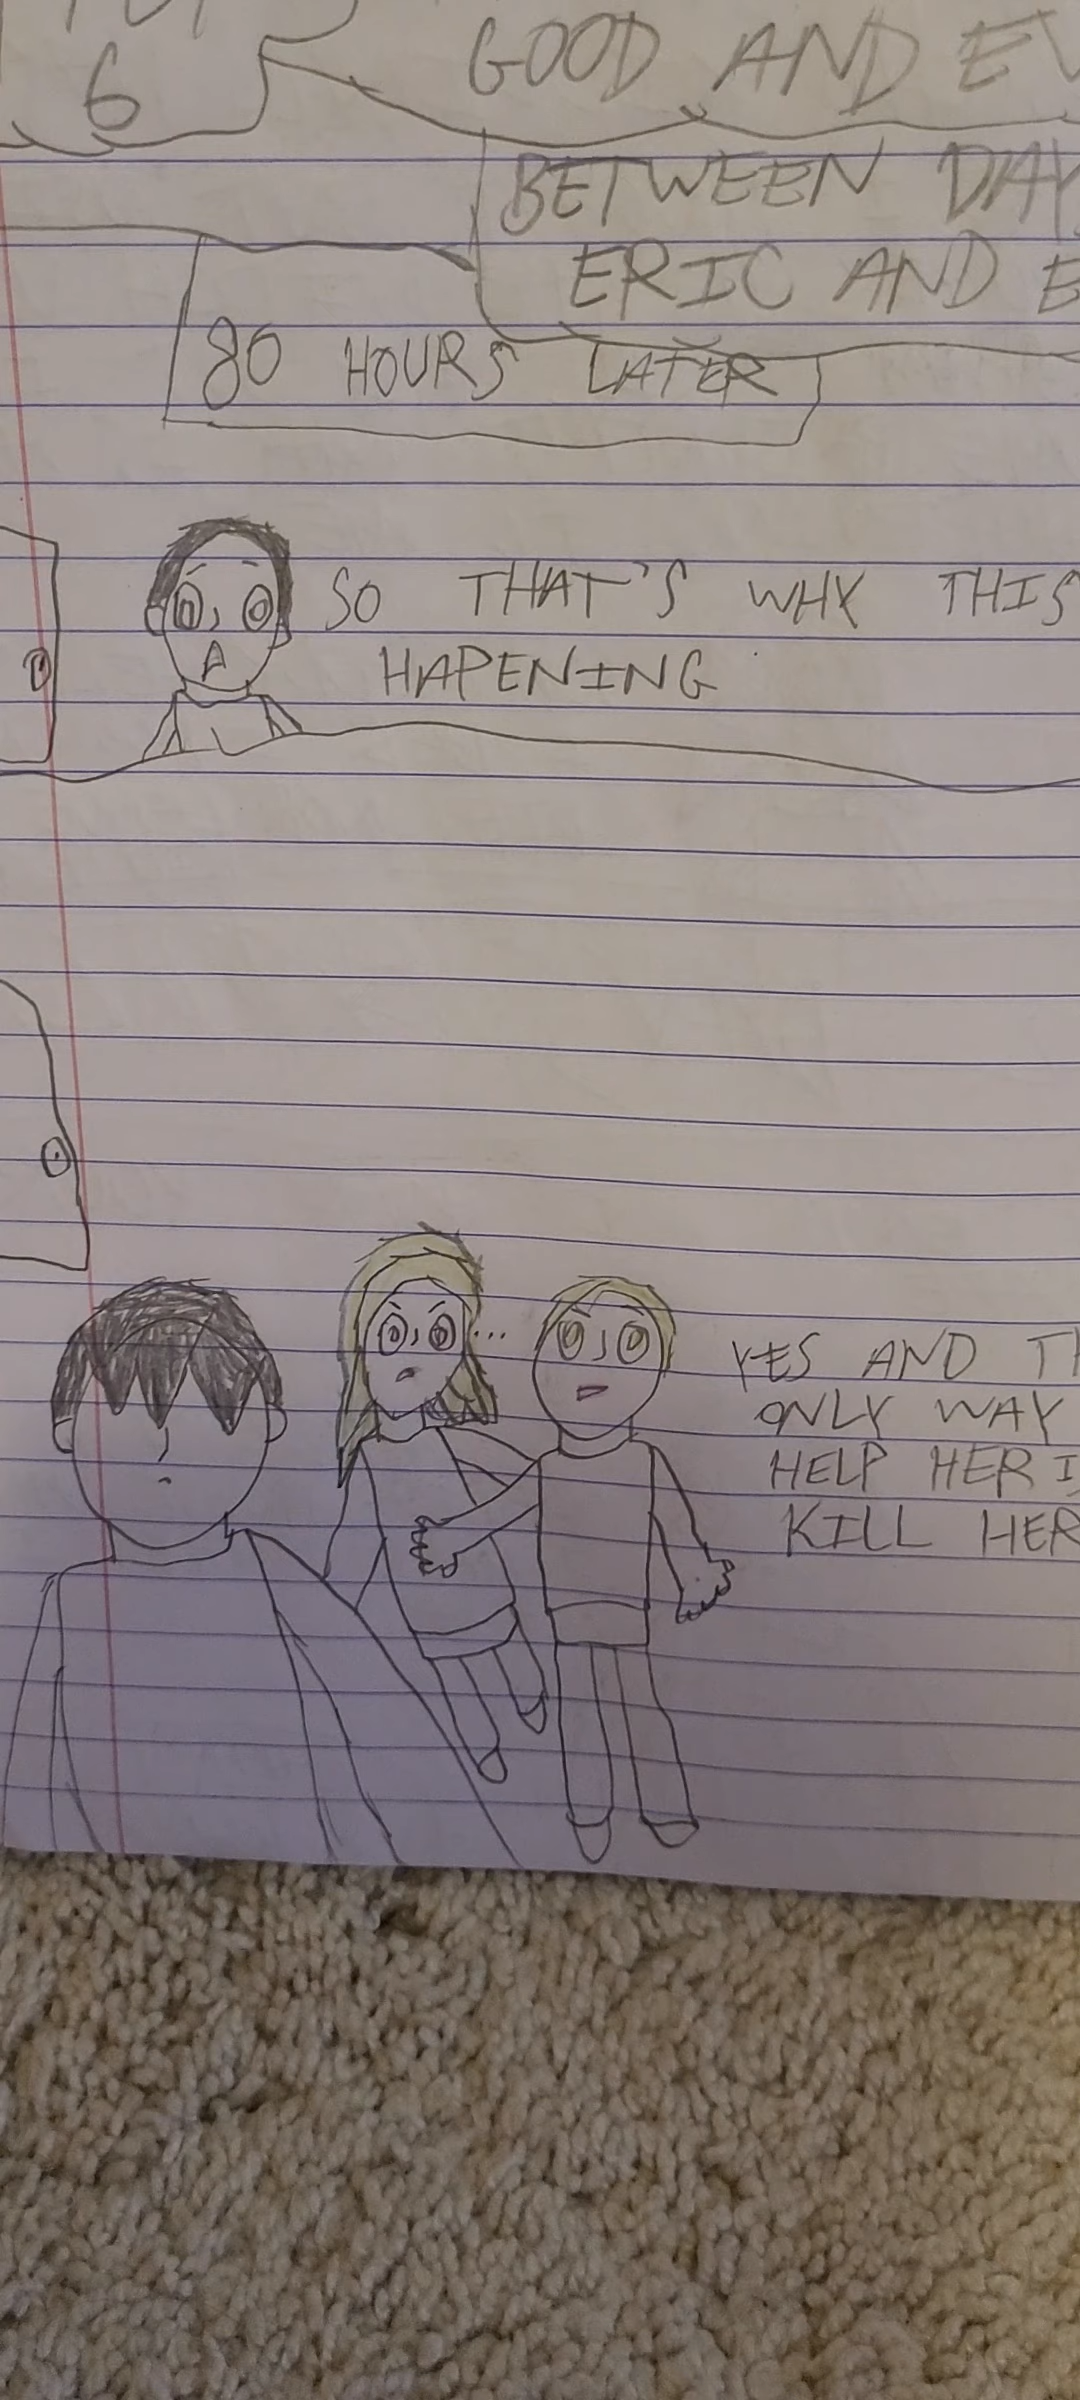 6
GOOD AND
BETWEEN
ERIC AND
80 HOURS LATER
SO THAT'S WHY THIS
HAPENING
...
YES AND
ONLY WAY
HELP HER
KILL HER